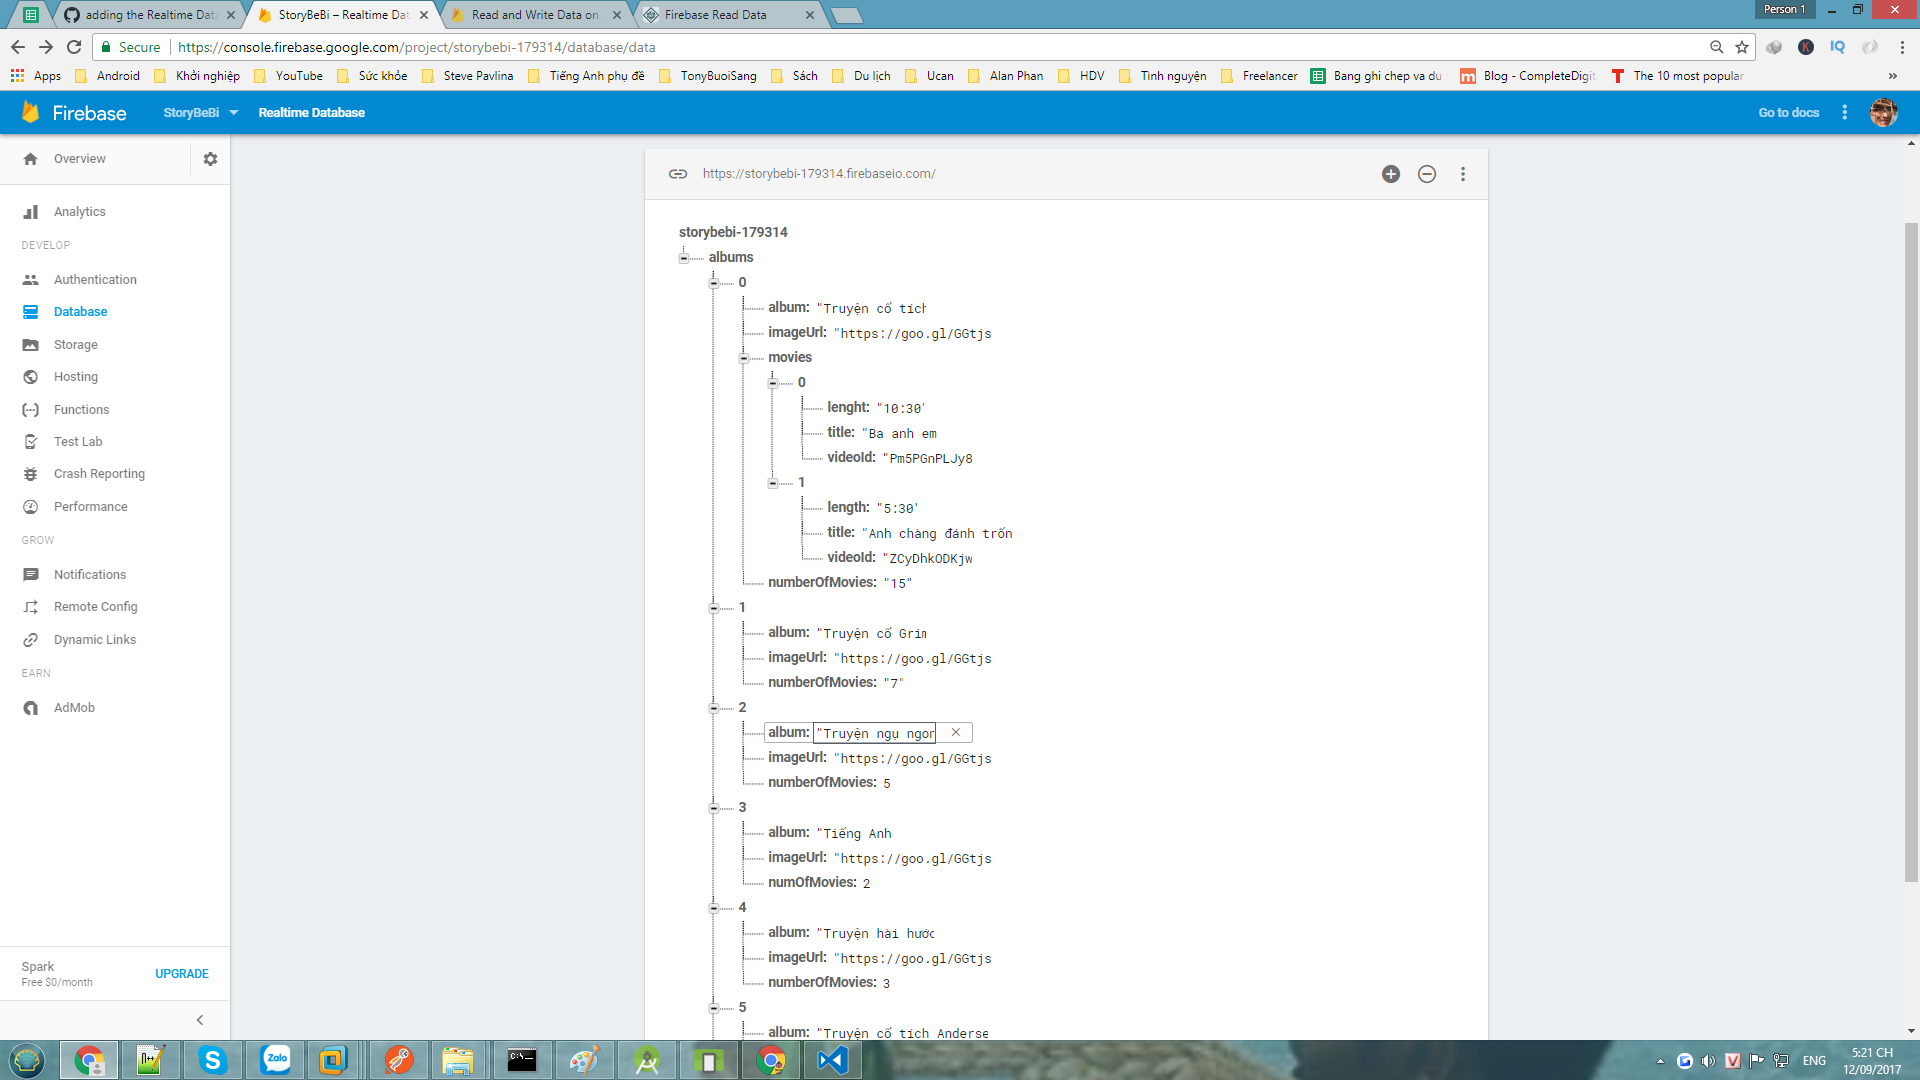 adding the Realtime Dat
StoryBeBi – Realtime Dat
Read and Write Data on
Firebase Read Data
Person 1
Secure
https://console.firebase.google.com/project/storybebi-179314/database/data
Apps Android Khởi nghiệp YouTube Sức khỏe Steve Pavlina Tiếng Anh phụ đề TonyBuoiSang Sách Du lịch Ucan Alan Phan HDV Tình nguyện Freelancer Bang ghi chep va du Blog - CompleteDigit The 10 most popular »
Firebase StoryBeBi Realtime Database Go to docs
Overview
Analytics
DEVELOP
Authentication
Database
Storage
Hosting
Functions
Test Lab
Crash Reporting
Performance
GROW
Notifications
Remote Config
Dynamic Links
EARN
AdMob
Spark
Free $0/month
UPGRADE
https://storybebi-179314.firebaseio.com/
storybebi-179314
albums
0
album: "Truyện cổ tích
imageUrl: "https://goo.gl/GGtjs
movies
0
lenght: "10:30"
title: "Ba anh em
videoId: "Pm5PGnPLJy8
1
length: "5:30"
title: "Anh chàng đánh trốn
videoId: "ZCyDhkODKjw
numberOfMovies: "15"
1
album: "Truyện cổ Grim
imageUrl: "https://goo.gl/GGtjs
numberOfMovies: "7"
2
album: "Truyện ngụ ngon
imageUrl: "https://goo.gl/GGtjs
numberOfMovies: 5
3
album: "Tiếng Anh
imageUrl: "https://goo.gl/GGtjs
numOfMovies: 2
4
album: "Truyện hài hước
imageUrl: "https://goo.gl/GGtjs
numberOfMovies: 3
5
album: "Truyện cổ tích Anderse
Zalo
ENG
5:21 CH
12/09/2017